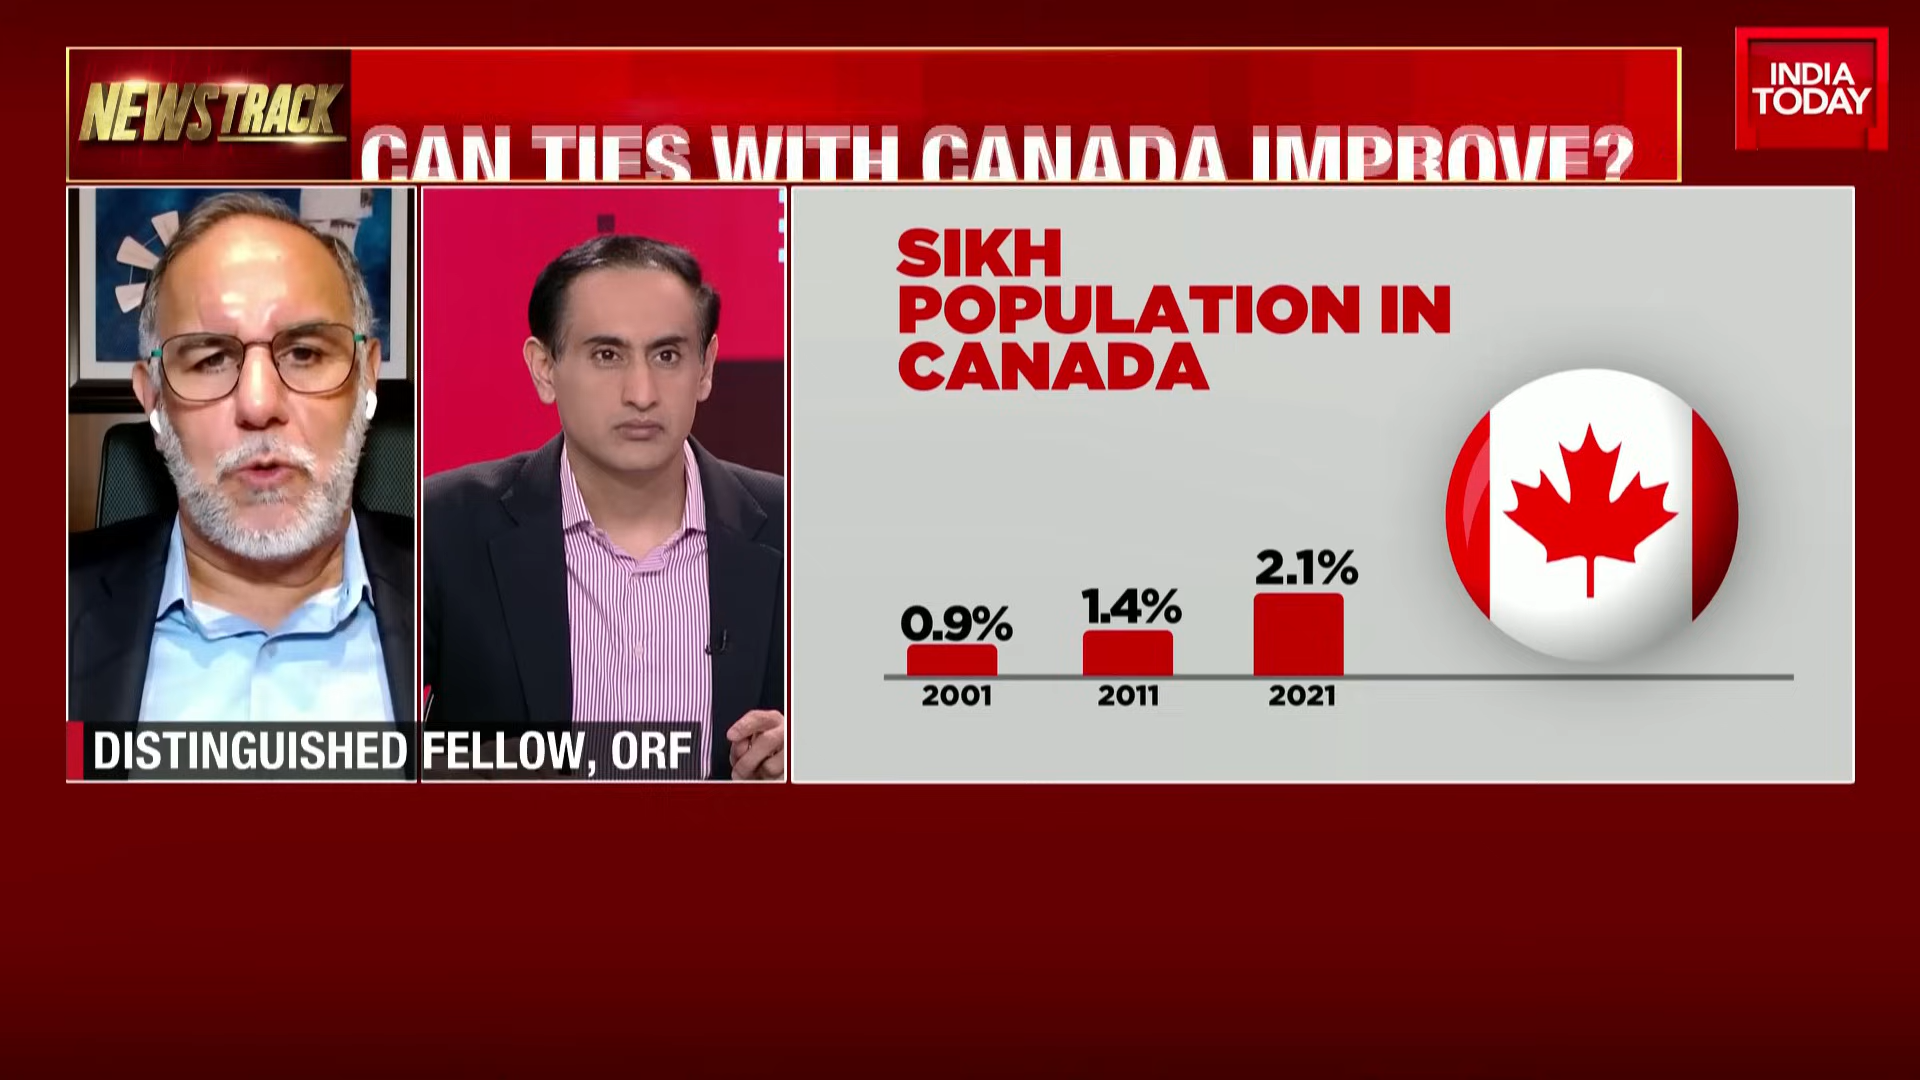 NEWSTRACK
CAN TIES WITH CANADA IMPROVE?
INDIA
TODAY
SIKH
POPULATION IN
CANADA
0.9%
1.4%
2.1%
2001
2011
2021
DISTINGUISHED FELLOW, ORF